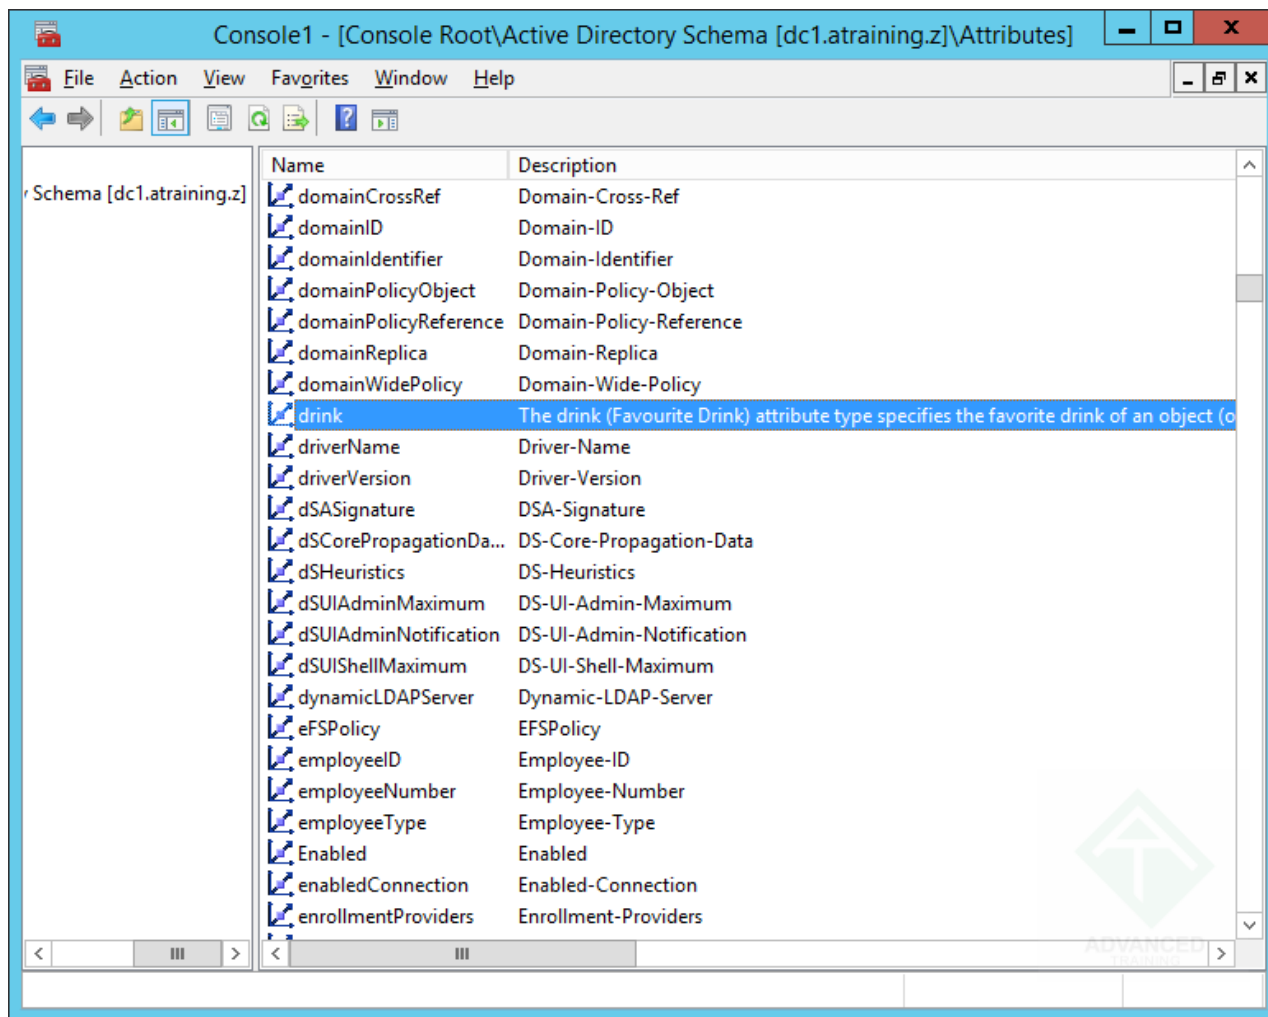 Console1 - [Console Root\Active Directory Schema [dc1.atraining.z]\Attributes]
File Action View Favorites Window Help
Name Description
Schema [dc1.atraining.z]
domainCrossRef Domain-Cross-Ref
domainID Domain-ID
domainIdentifier Domain-Identifier
domainPolicyObject Domain-Policy-Object
domainPolicyReference Domain-Policy-Reference
domainReplica Domain-Replica
domainWidePolicy Domain-Wide-Policy
drink The drink (Favourite Drink) attribute type specifies the favorite drink of an object (o
driverName Driver-Name
driverVersion Driver-Version
dSASignature DSA-Signature
dSCorePropagationDa... DS-Core-Propagation-Data
dSHeuristics DS-Heuristics
dSUIAdminMaximum DS-UI-Admin-Maximum
dSUIAdminNotification DS-UI-Admin-Notification
dSUIShellMaximum DS-UI-Shell-Maximum
dynamicLDAPServer Dynamic-LDAP-Server
eFSPolicy EFSPolicy
employeeID Employee-ID
employeeNumber Employee-Number
employeeType Employee-Type
Enabled Enabled
enabledConnection Enabled-Connection
enrollmentProviders Enrollment-Providers
ADVANCED
TRAINING